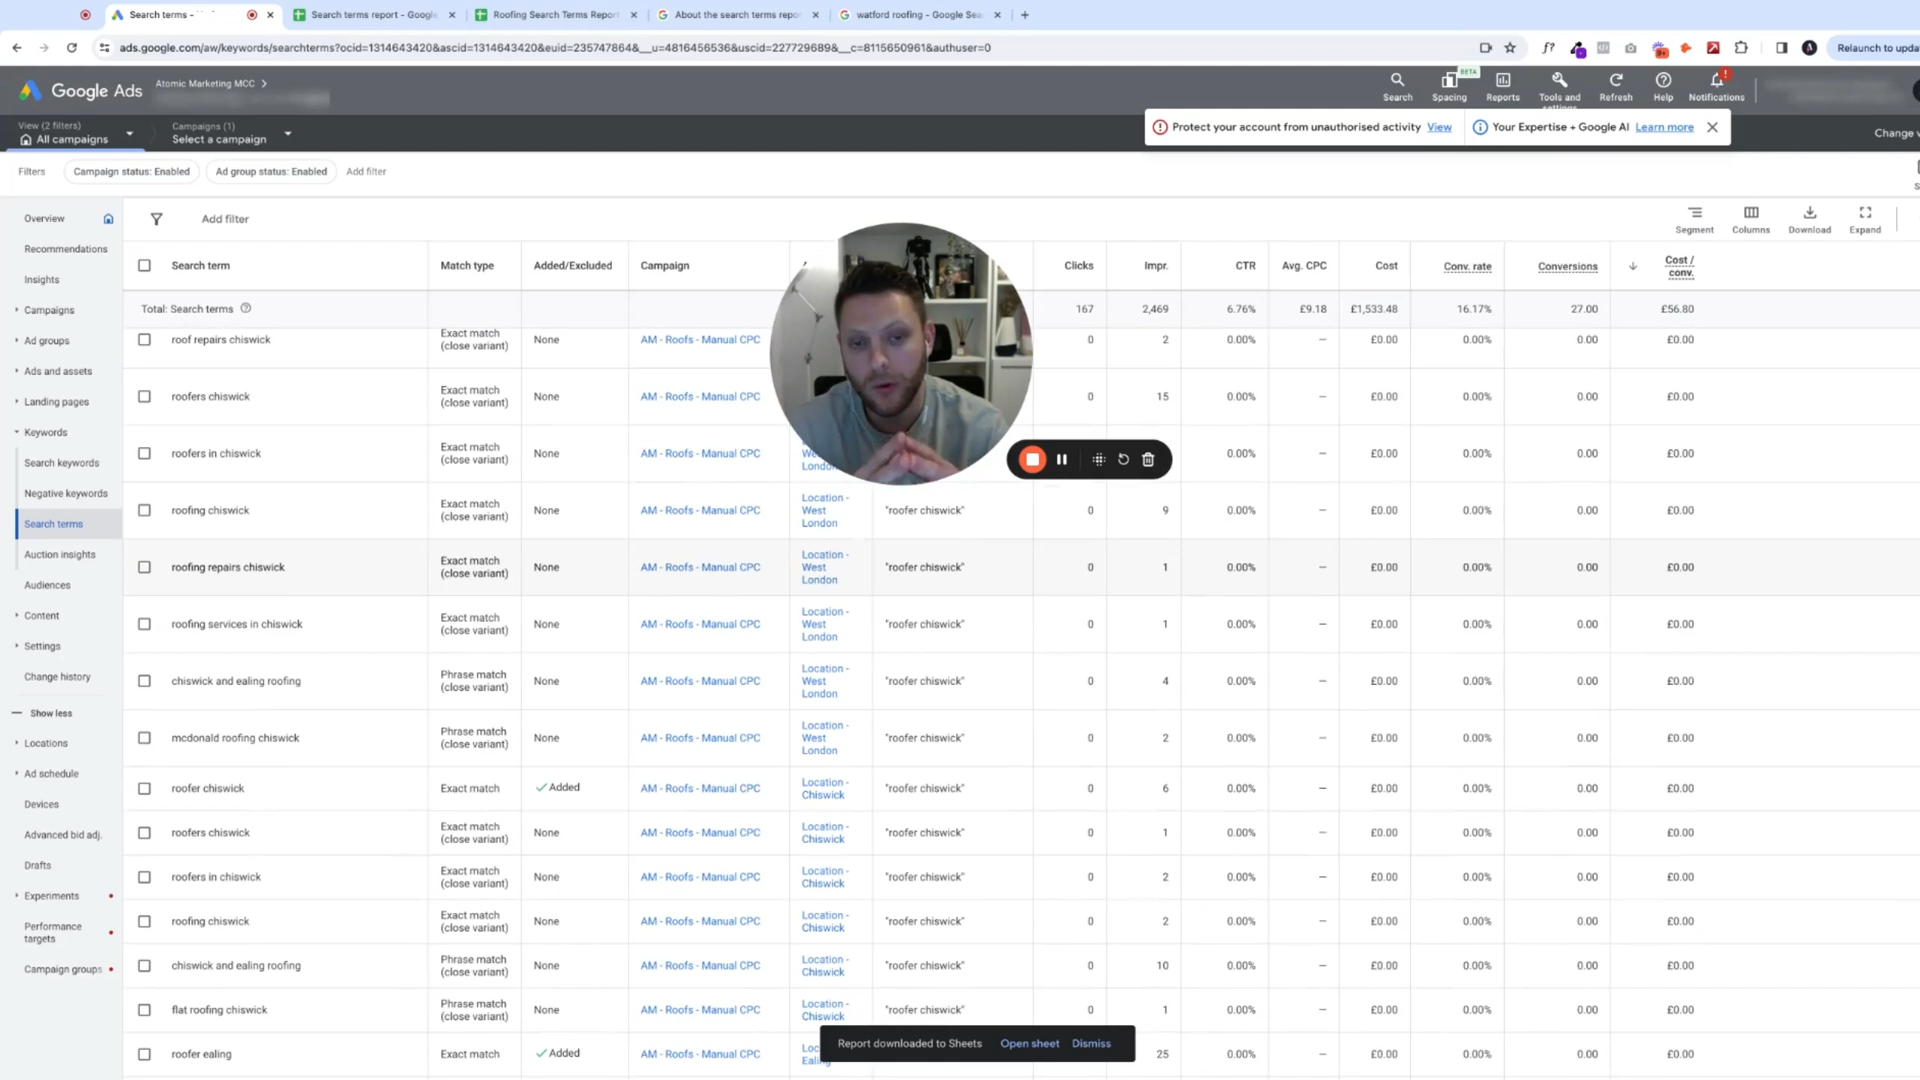 Search terms -
Search terms report - Google
Roofing Search Terms Report
About the search terms repo
watford roofing - Google Sea
ads.google.com/aw/keywords/searchterms?ocid=1314643420&ascid=1314643420&euid=235747864&__u=4816456536&uscid=227729689&__c=8115650961&authuser=0
Relaunch to upda
Google Ads
Atomic Marketing MCC
Search
BETA
Spacing
Reports
Tools and settings
Refresh
Help
Notifications
View (2 filters)
All campaigns
Campaigns (1)
Select a campaign
Protect your account from unauthorised activity View
Your Expertise + Google AI Learn more
Change
Filters
Campaign status: Enabled
Ad group status: Enabled
Add filter
Overview
Recommendations
Insights
Campaigns
Ad groups
Ads and assets
Landing pages
Keywords
Search keywords
Negative keywords
Search terms
Auction insights
Audiences
Content
Settings
Change history
Show less
Locations
Ad schedule
Devices
Advanced bid adj.
Drafts
Experiments
Performance
targets
Campaign groups
Add filter
Segment
Columns
Download
Expand
Search term Match type Added/Excluded Campaign Clicks Impr. CTR Avg. CPC Cost Conv. rate Conversions Cost /
conv.
Total: Search terms 167 2,469 6.76% £9.18 £1,533.48 16.17% 27.00 £56.80
roof repairs chiswick Exact match
(close variant) None AM - Roofs - Manual CPC 0 2 0.00% – £0.00 0.00% 0.00 £0.00
roofers chiswick Exact match
(close variant) None AM - Roofs - Manual CPC 0 15 0.00% – £0.00 0.00% 0.00 £0.00
roofers in chiswick Exact match
(close variant) None AM - Roofs - Manual CPC We
London 0.00% – £0.00 0.00% 0.00 £0.00
roofing chiswick Exact match
(close variant) None AM - Roofs - Manual CPC Location -
West
London "roofer chiswick" 0 9 0.00% – £0.00 0.00% 0.00 £0.00
roofing repairs chiswick Exact match
(close variant) None AM - Roofs - Manual CPC Location -
West
London "roofer chiswick" 0 1 0.00% – £0.00 0.00% 0.00 £0.00
roofing services in chiswick Exact match
(close variant) None AM - Roofs - Manual CPC Location -
West
London "roofer chiswick" 0 1 0.00% – £0.00 0.00% 0.00 £0.00
chiswick and ealing roofing Phrase match
(close variant) None AM - Roofs - Manual CPC Location -
West
London "roofer chiswick" 0 4 0.00% – £0.00 0.00% 0.00 £0.00
mcdonald roofing chiswick Phrase match
(close variant) None AM - Roofs - Manual CPC Location -
West
London "roofer chiswick" 0 2 0.00% – £0.00 0.00% 0.00 £0.00
roofer chiswick Exact match Added AM - Roofs - Manual CPC Location -
Chiswick "roofer chiswick" 0 6 0.00% – £0.00 0.00% 0.00 £0.00
roofers chiswick Exact match
(close variant) None AM - Roofs - Manual CPC Location -
Chiswick "roofer chiswick" 0 1 0.00% – £0.00 0.00% 0.00 £0.00
roofers in chiswick Exact match
(close variant) None AM - Roofs - Manual CPC Location -
Chiswick "roofer chiswick" 0 2 0.00% – £0.00 0.00% 0.00 £0.00
roofing chiswick Exact match
(close variant) None AM - Roofs - Manual CPC Location -
Chiswick "roofer chiswick" 0 2 0.00% – £0.00 0.00% 0.00 £0.00
chiswick and ealing roofing Phrase match
(close variant) None AM - Roofs - Manual CPC Location -
Chiswick "roofer chiswick" 0 10 0.00% – £0.00 0.00% 0.00 £0.00
flat roofing chiswick Phrase match
(close variant) None AM - Roofs - Manual CPC Location -
Chiswick "roofer chiswick" 0 1 0.00% – £0.00 0.00% 0.00 £0.00
roofer ealing Exact match Added AM - Roofs - Manual CPC Loc
Ealing 25 0.00% – £0.00 0.00% 0.00 £0.00
Report downloaded to Sheets Open sheet Dismiss